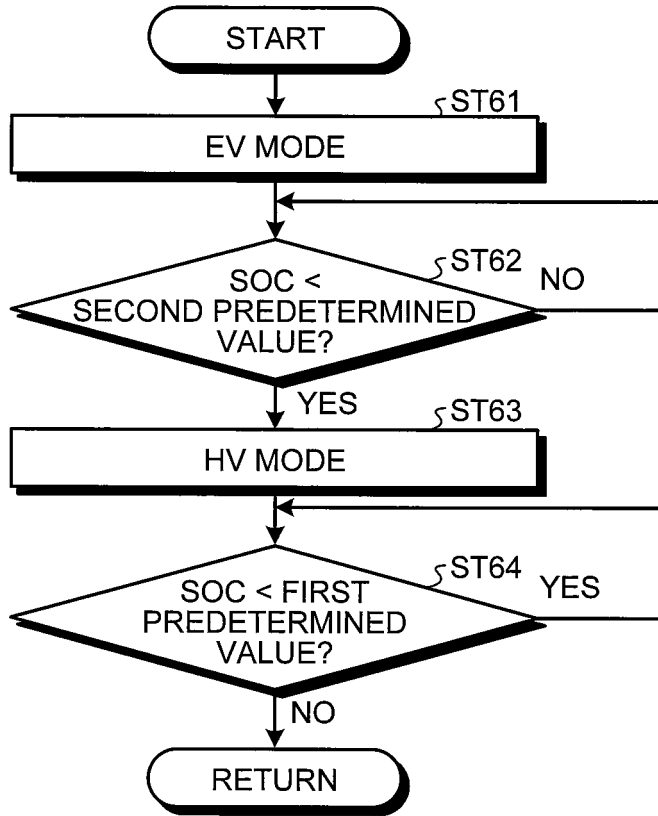 START
ST61
EV MODE
ST62
SOC <
SECOND PREDETERMINED
VALUE?
NO
YES
ST63
HV MODE
ST64
SOC < FIRST
PREDETERMINED
VALUE?
YES
NO
RETURN